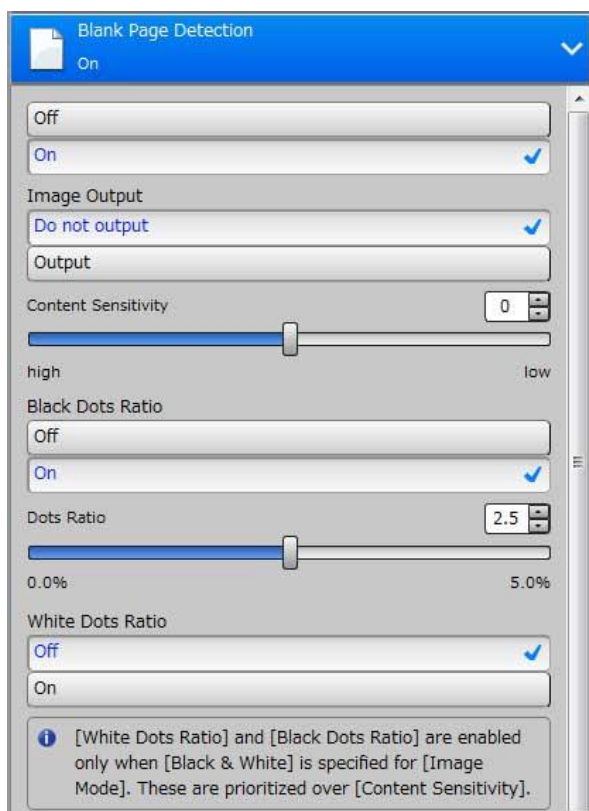 Blank Page Detection
On
Off
On
Image Output
Do not output
Output
Content Sensitivity 0
high low
Black Dots Ratio
Off
On
Dots Ratio 2.5
0.0% 5.0%
White Dots Ratio
Off
On
[White Dots Ratio] and [Black Dots Ratio] are enabled
only when [Black & White] is specified for [Image
Mode]. These are prioritized over [Content Sensitivity].